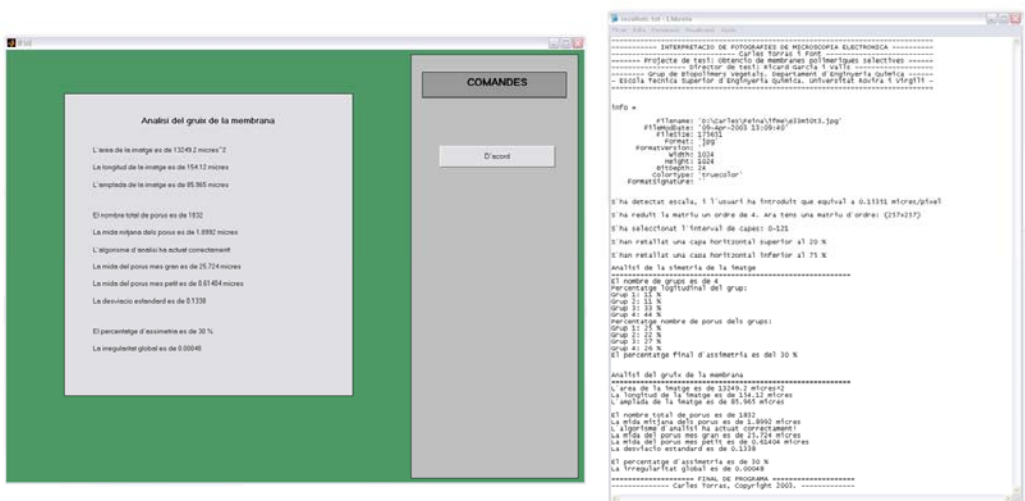 COMANDES
D'acord
Analisi del gruix de la membrana
L'area de la imatge es de 13249.2 micres^2
La longitud de la imatge es de 154.12 micres
L'amplada de la imatge es de 85.965 micres
El nombre total de porus es de 1832
La mida mitjana dels porus es de 1.8992 micres
L'algorisme d'analisi ha actuat correctament!
La mida del porus mes gran es de 25.724 micres
La mida del porus mes petit es de 0.61404 micres
La desviacio estanderd es de 0.1338
El percentatge d'assimetria es de 30 %
La irregularitat global es de 0.00048
----------- INTERPRETACIO DE FOTOGRAFIES DE MICROSCOPIA ELECTRONICA ----------
Carles Torras i Font
------- Projecte de tesi: Obtencio de membranes polimeriques selectives ------
Director de tesi: Ricard Garcia i Valls
------- Grup de Biopolimers Vegetals. Departament d'Enginyeria Quimica ------
- Escola Tecnica Superior d'Enginyeria Quimica. Universitat Rovira i Virgili -
info =
Filename: 'D:\Carles\Feina\ifme\e33m50t3.jpg'
FileModDate: '09-Apr-2003 13:09:40'
FileSize: 175651
Format: 'jpg'
FormatVersion: ''
Width: 1024
Height: 1024
BitDepth: 24
ColorType: 'truecolor'
FormatSignature: ''
S'ha detectat escala, i l'usuari ha introduit que equival a 0.15351 micres/pixel
S'ha reduit la matriu un ordre de 4. Ara tens una matriu d'ordre: (257x257)
S'ha seleccionat l'interval de capes: 0-121
S'han retallat una capa horitzontal superior al 20 %
S'han retallat una capa horitzontal inferior al 75 %
Analisi de la simetria de la imatge
El nombre de grups es de 4
Percentatge logitudinal del grup:
Grup 1: 11 %
Grup 2: 11 %
Grup 3: 33 %
Grup 4: 44 %
Percentatge nombre de porus dels grups:
Grup 1: 25 %
Grup 2: 22 %
Grup 3: 27 %
Grup 4: 26 %
El percentatge final d'assimetria es del 30 %
Analisi del gruix de la membrana
L'area de la imatge es de 13249.2 micres^2
La longitud de la imatge es de 154.12 micres
L'amplada de la imatge es de 85.965 micres
El nombre total de porus es de 1832
La mida mitjana dels porus es de 1.8992 micres
L'algorisme d'analisi ha actuat correctament!
La mida del porus mes gran es de 25.724 micres
La mida del porus mes petit es de 0.61404 micres
La desviacio estandard es de 0.1338
El percentatge d'assimetria es de 30 %
La irregularitat global es de 0.00048
=================== FINAL DE PROGRAMA ===================
-------------- Carles Torras, Copyright 2003. -------------